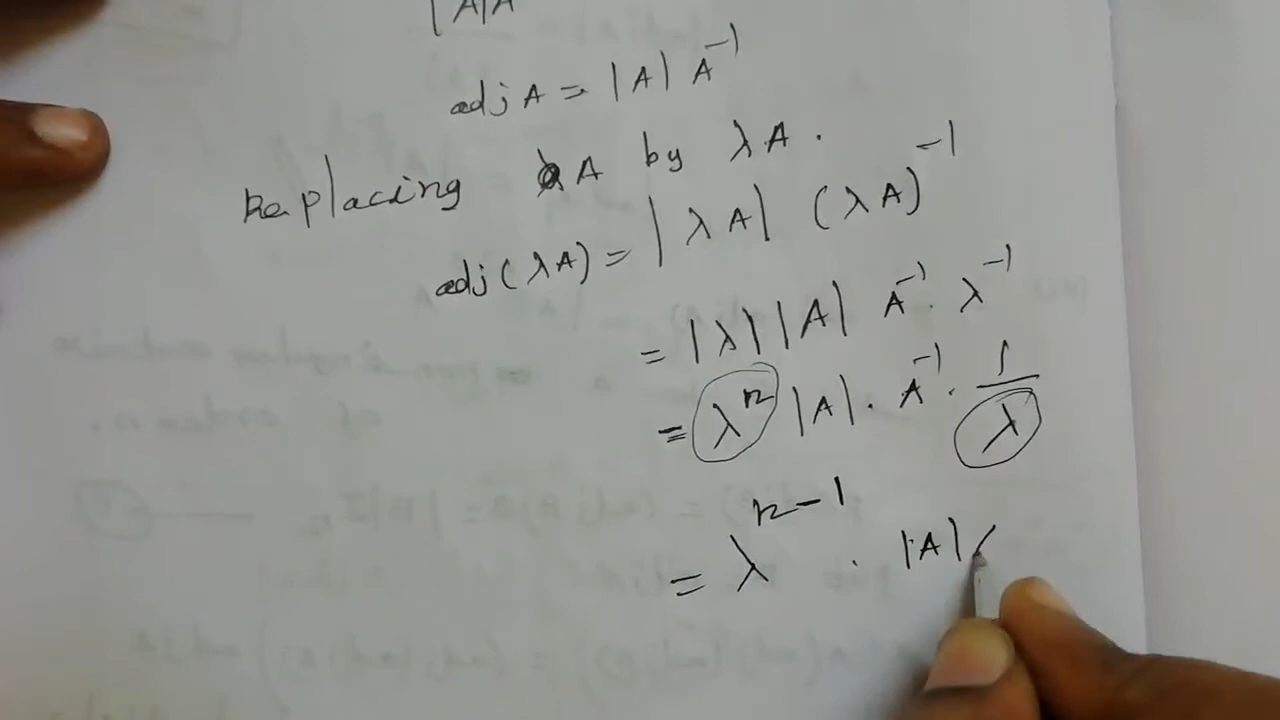 |A|A
adj A = |A| A⁻¹
Replacing A by λA.
adj(λA) = |λA| (λA)⁻¹
= |λ| |A| A⁻¹ . λ⁻¹
= λⁿ |A| . A⁻¹ . 1/λ
= λⁿ⁻¹ . |A| (